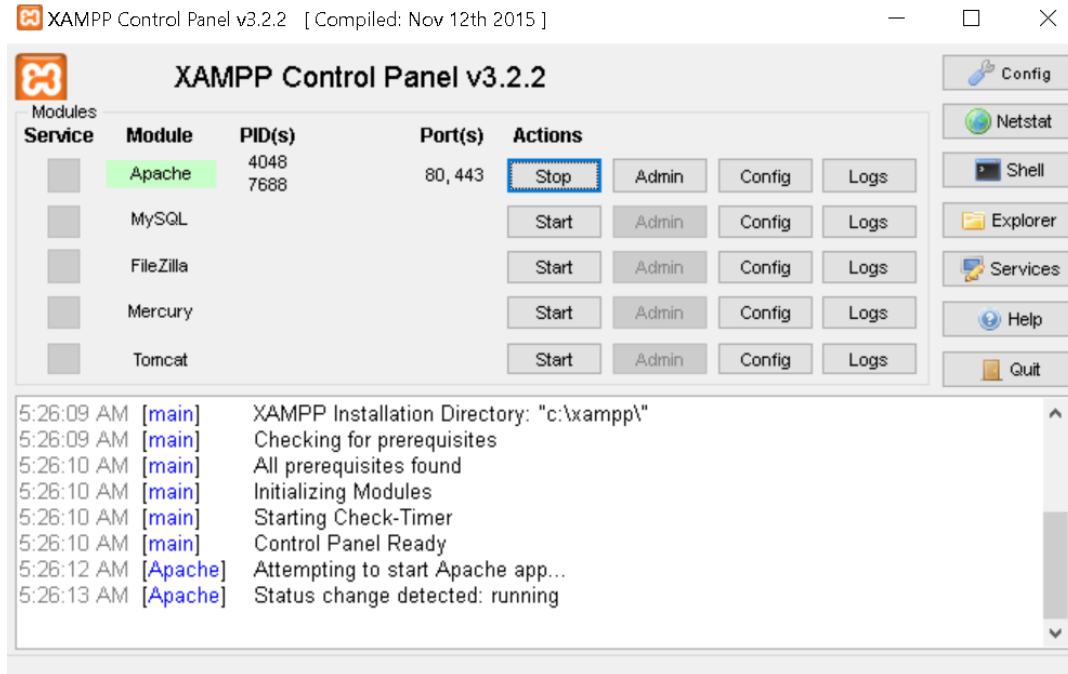 XAMPP Control Panel v3.2.2 [ Compiled: Nov 12th 2015 ]
XAMPP Control Panel v3.2.2
Config
Modules
Service Module PID(s) Port(s) Actions
Netstat
Apache 4048 7688 80, 443 Stop Admin Config Logs
Shell
MySQL Start Admin Config Logs
Explorer
FileZilla Start Admin Config Logs
Services
Mercury Start Admin Config Logs
Help
Tomcat Start Admin Config Logs
Quit
5:26:09 AM [main] XAMPP Installation Directory: "c:\xampp\"
5:26:09 AM [main] Checking for prerequisites
5:26:10 AM [main] All prerequisites found
5:26:10 AM [main] Initializing Modules
5:26:10 AM [main] Starting Check-Timer
5:26:10 AM [main] Control Panel Ready
5:26:12 AM [Apache] Attempting to start Apache app...
5:26:13 AM [Apache] Status change detected: running